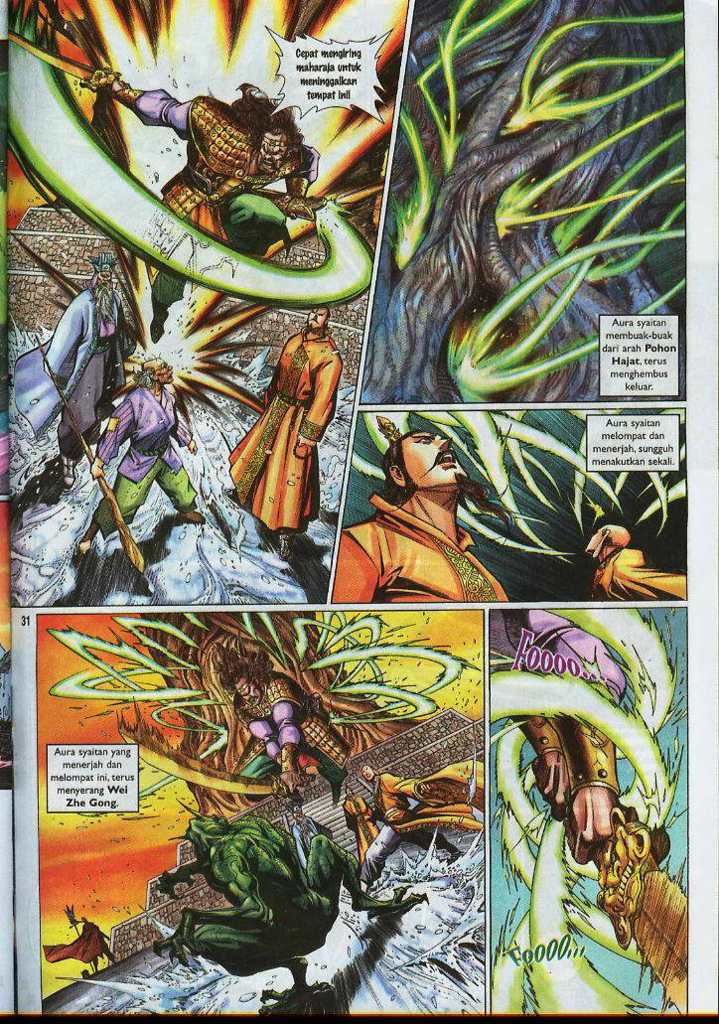 Cepat mengiring
maharaja untuk
meninggalkan
tempat ini!
Aura syaitan
membuak-buak
dari arah Pohon
Hajat, terus
menghembus
keluar.
Aura syaitan
melompat dan
menerjah, sungguh
menakutkan sekali.
31
Aura syaitan yang
menerjah dan
melompat ini, terus
menyerang Wei
Zhe Gong.
FOOOO...
FOOOO...